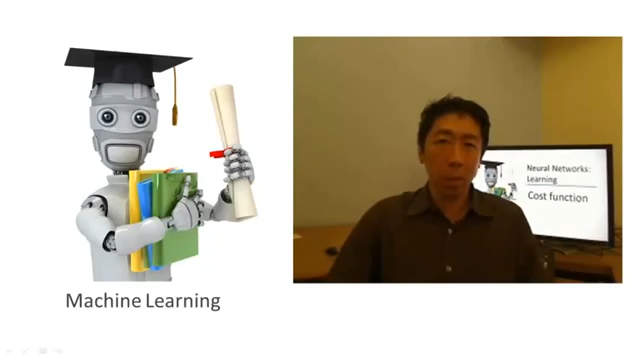 Machine Learning
Neural Networks:
Learning
Cost function